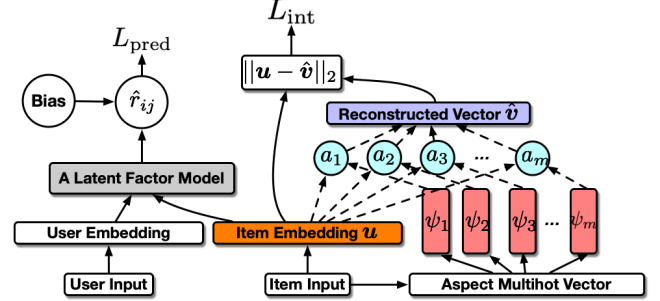 L_int
L_pred
||u − v̂||₂
Bias
r̂_ij
Reconstructed Vector v̂
a₁
a₂
a₃
...
a_m
A Latent Factor Model
ψ₁
ψ₂
ψ₃
...
ψ_m
User Embedding
Item Embedding u
User Input
Item Input
Aspect Multihot Vector